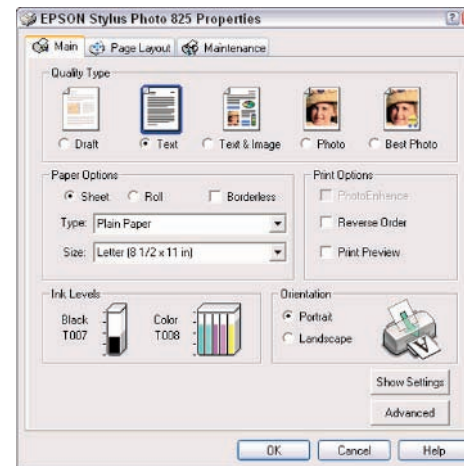 EPSON Stylus Photo 825 Properties
Main Page Layout Maintenance
Quality Type
Draft Text Text & Image Photo Best Photo
Paper Options
Sheet Roll Borderless
Type: Plain Paper
Size: Letter (8 1/2 x 11 in)
Print Options
PhotoEnhance
Reverse Order
Print Preview
Ink Levels
Black
T007
Color
T008
Orientation
Portrait
Landscape
Show Settings
Advanced
OK Cancel Help